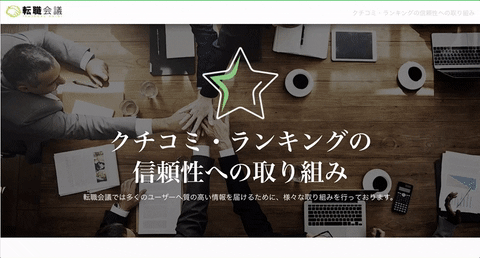 転職会議
クチコミ・ランキングの信頼性への取り組み
クチコミ・ランキングの
信頼性への取り組み
転職会議では多くのユーザーへ質の高い情報を届けるために、様々な取り組みを行っております。